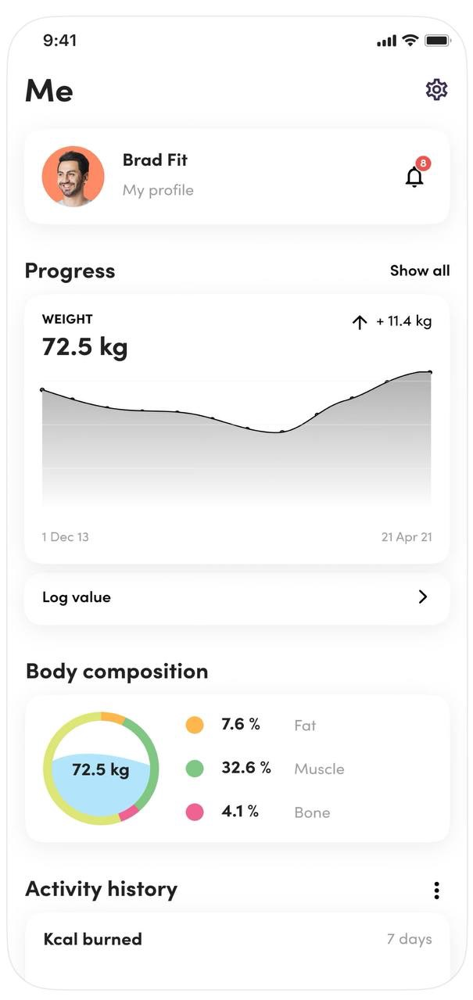 9:41
Me
Brad Fit
8
My profile
Progress
Show all
WEIGHT
+ 11.4 kg
72.5 kg
1 Dec 13
21 Apr 21
Log value
Body composition
7.6 %
Fat
72.5 kg
32.6 %
Muscle
4.1 %
Bone
Activity history
Kcal burned
7 days